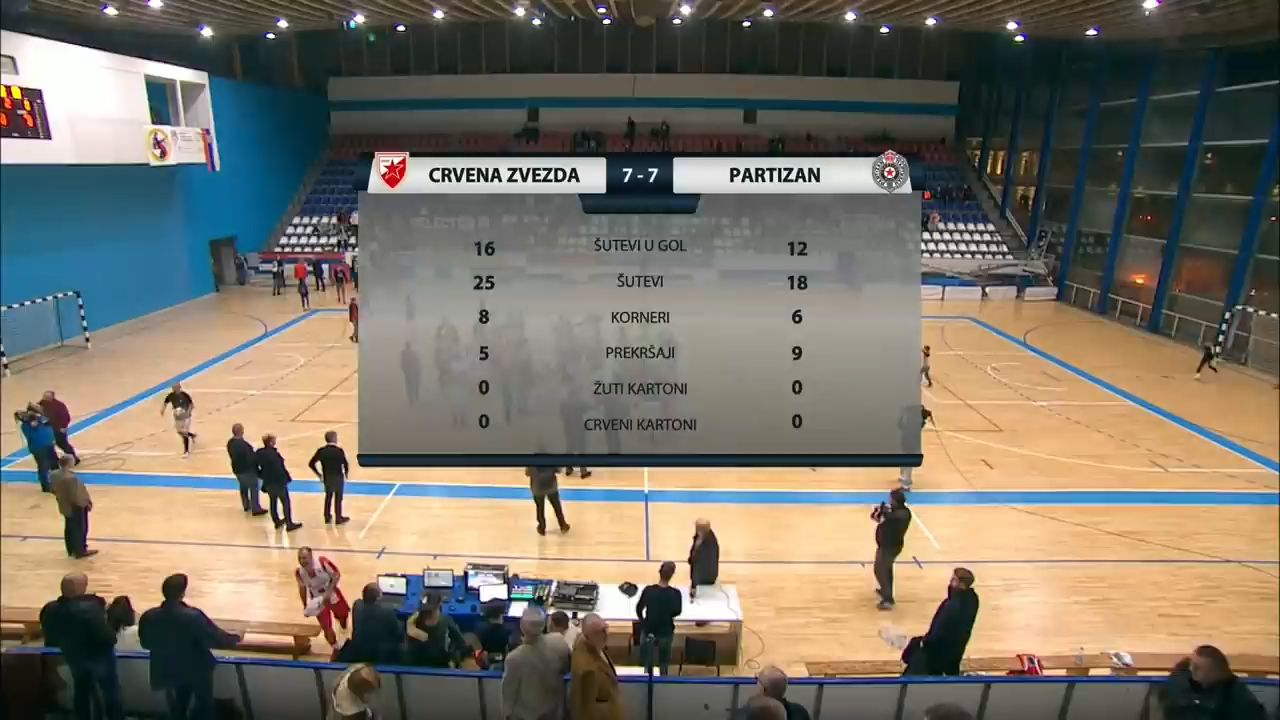 CRVENA ZVEZDA 7 - 7 PARTIZAN
16 ŠUTEVI U GOL 12
25 ŠUTEVI 18
8 KORNERI 6
5 PREKRŠAJI 9
0 ŽUTI KARTONI 0
0 CRVENI KARTONI 0